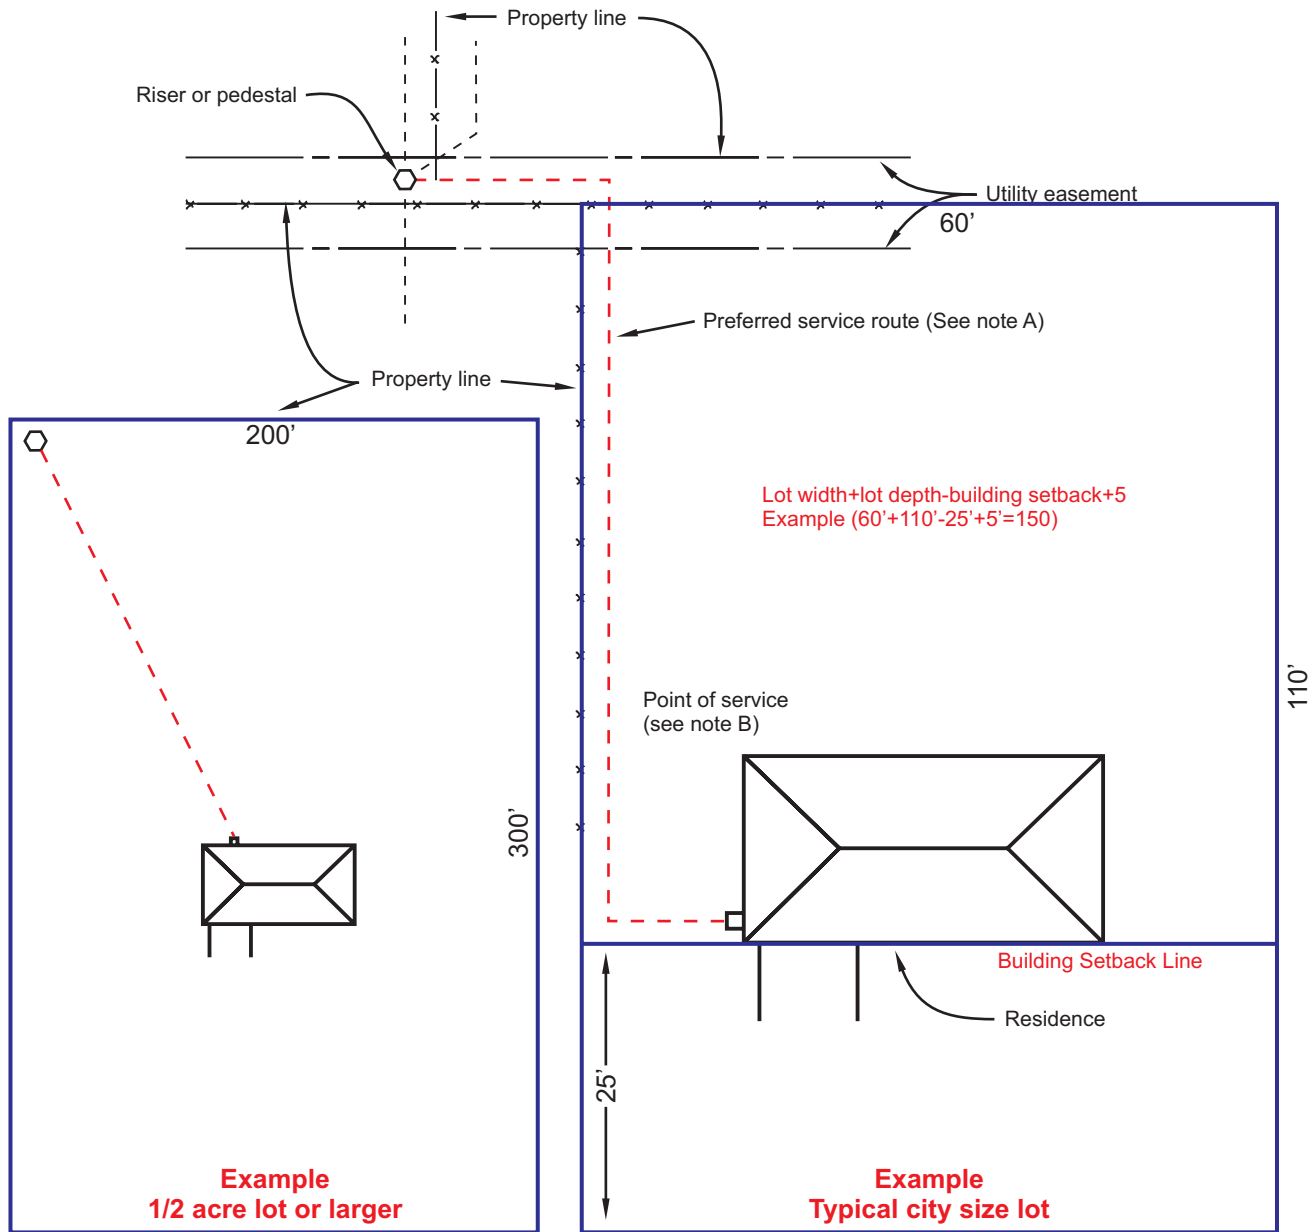 Property line
Riser or pedestal
Utility easement
60’
Preferred service route (See note A)
Property line
200’
Lot width+lot depth-building setback+5
Example (60’+110’-25’+5’=150)
Point of service
(see note B)
110’
300’
Building Setback Line
Residence
25’
Example
1/2 acre lot or larger
Example
Typical city size lot